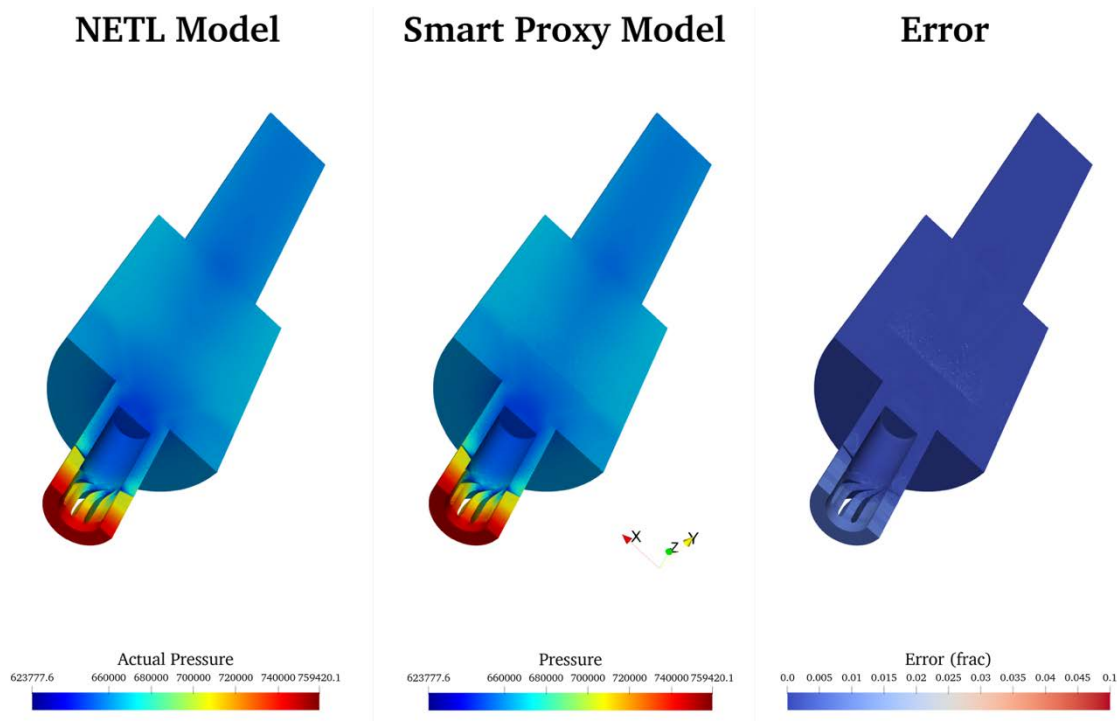 NETL Model
Smart Proxy Model
Error
X
Z
Y
Actual Pressure
623777.6 660000 680000 700000 720000 740000 759420.1
Pressure
623777.6 660000 680000 700000 720000 740000 759420.1
Error (frac)
0.0 0.005 0.01 0.015 0.02 0.025 0.03 0.035 0.04 0.045 0.1